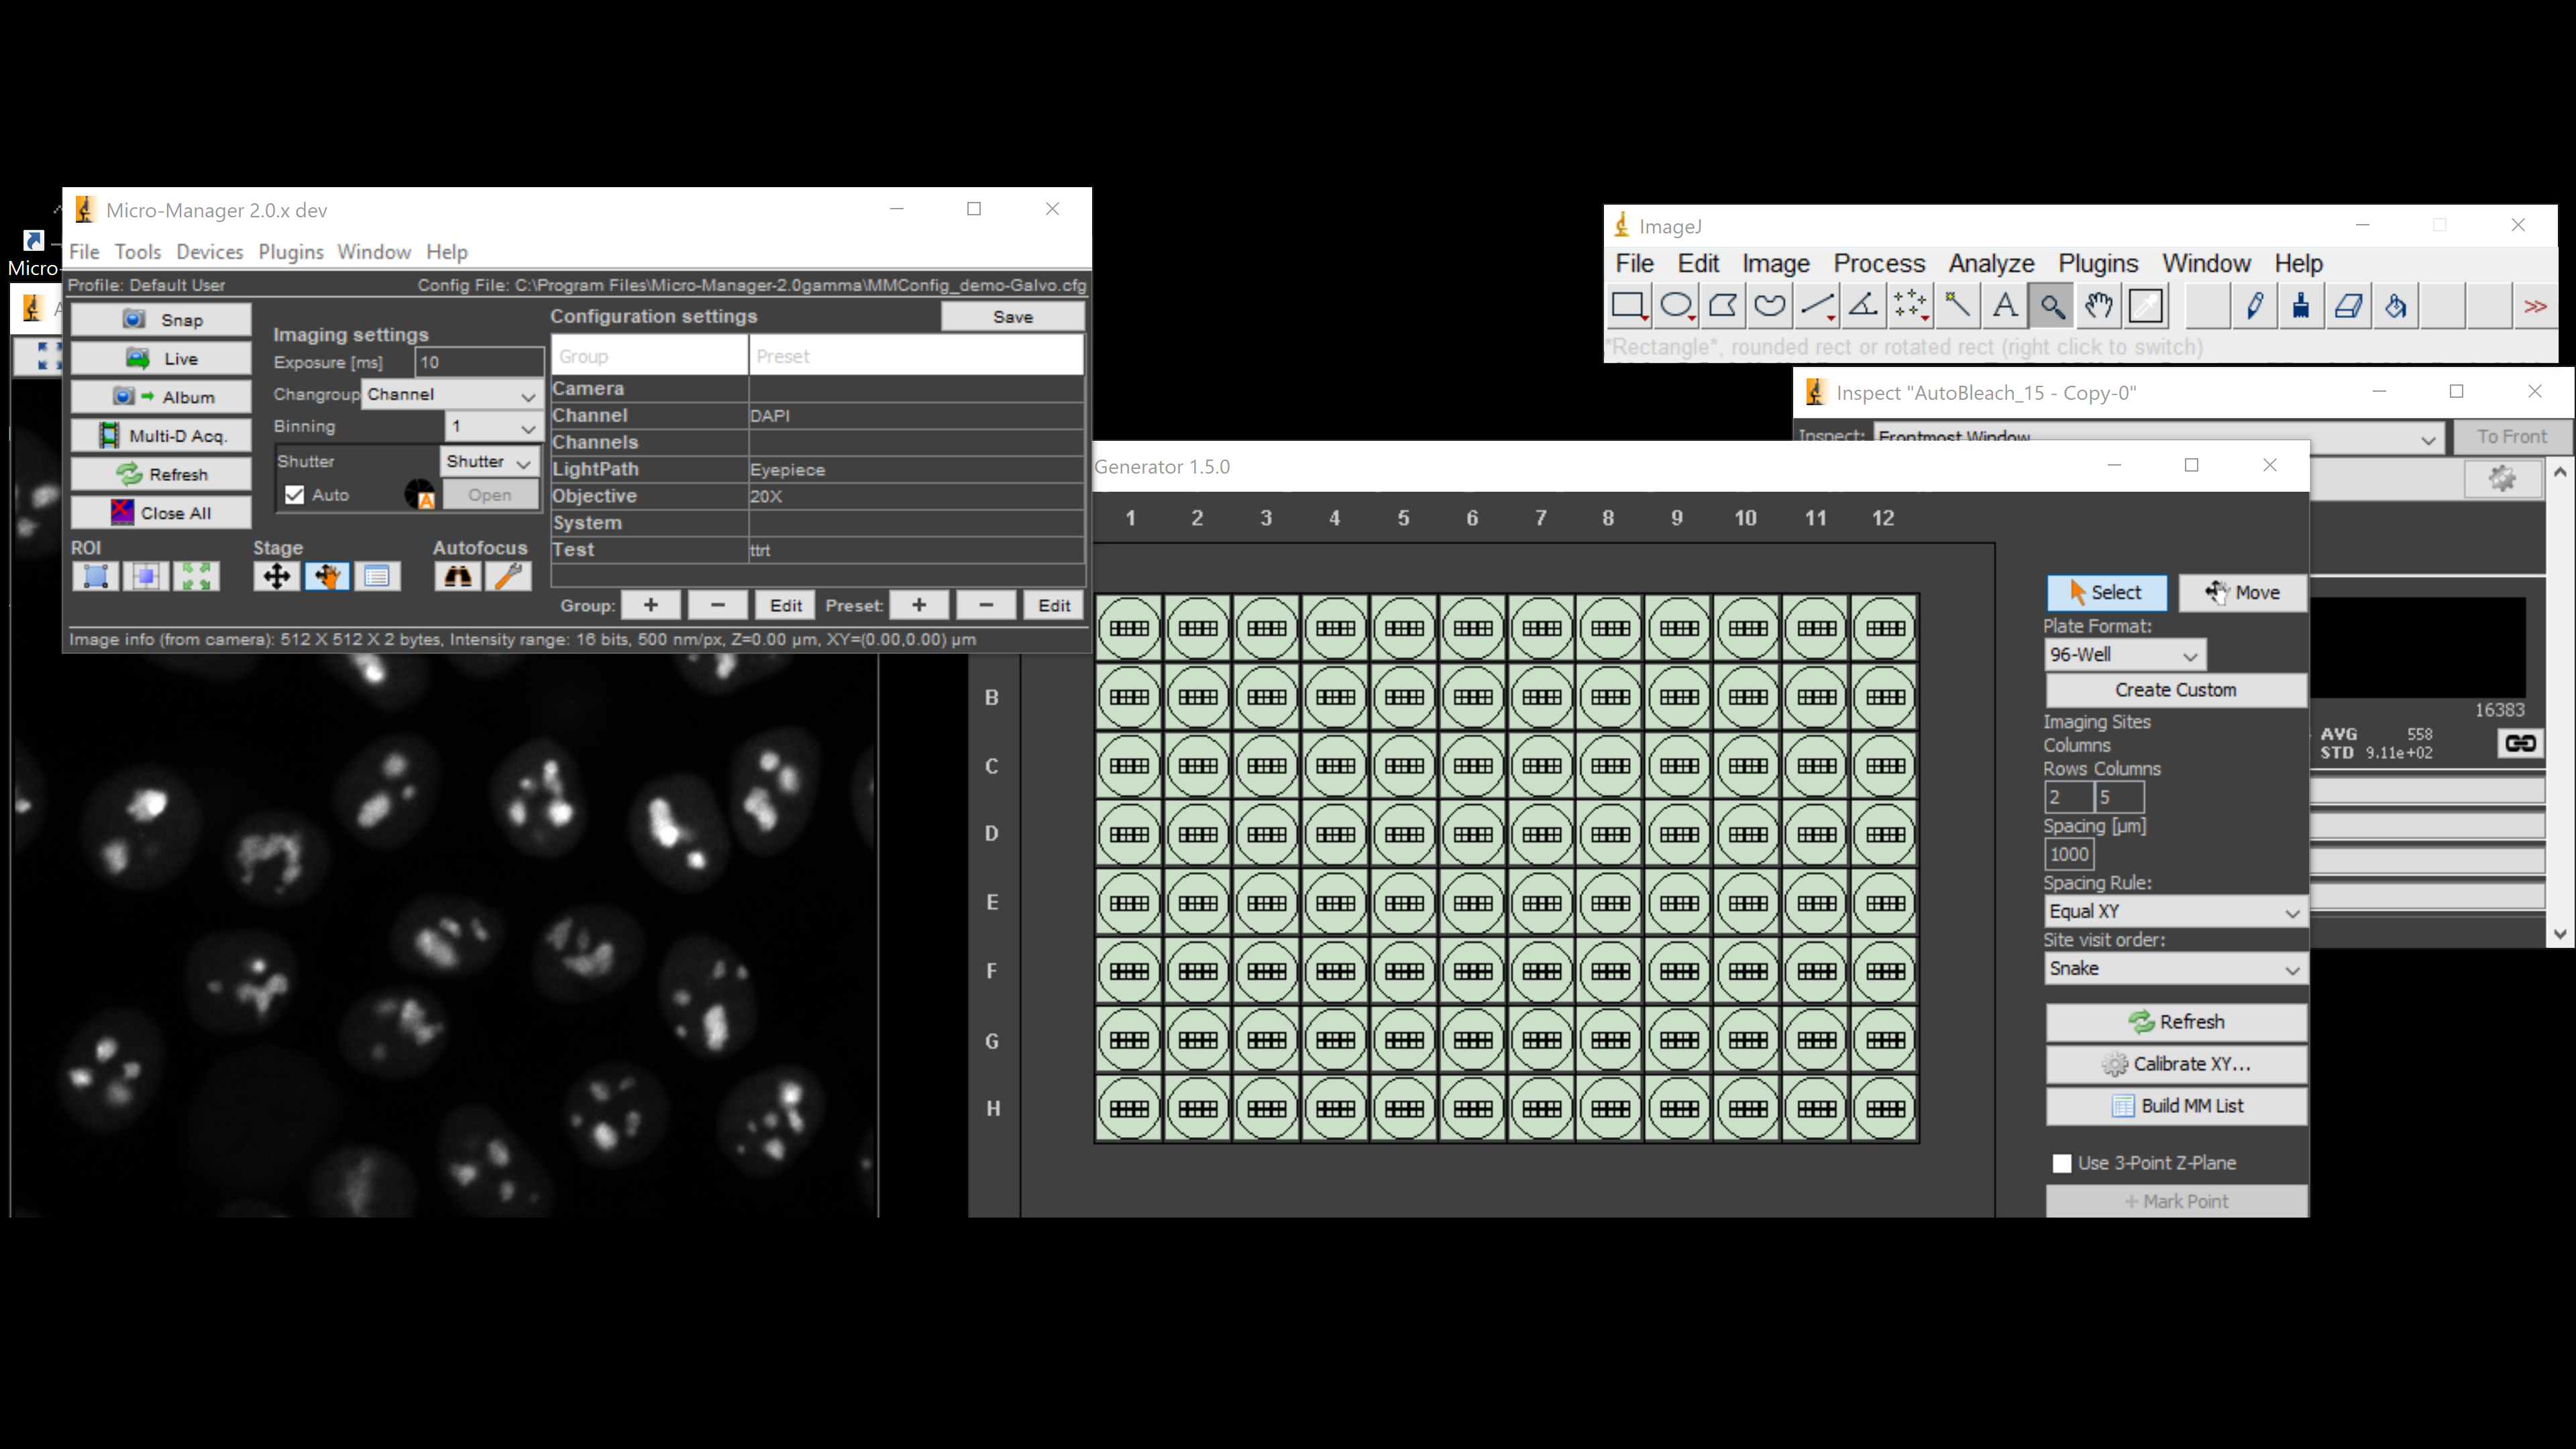 Micro-
Micro-Manager 2.0.x dev
File Tools Devices Plugins Window Help
Profile: Default User Config File: C:\Program Files\Micro-Manager-2.0gamma\MMConfig_demo-Galvo.cfg
Snap
Live
Album
Multi-D Acq.
Refresh
Close All
Imaging settings
Exposure [ms] 10
Changroup Channel
Binning 1
Shutter Shutter
Auto Open
ROI Stage Autofocus
Configuration settings Save
Group Preset
Camera
Channel DAPI
Channels
LightPath Eyepiece
Objective 20X
System
Test ttrt
Group: + − Edit Preset: + − Edit
Image info (from camera): 512 X 512 X 2 bytes, Intensity range: 16 bits, 500 nm/px, Z=0.00 µm, XY=(0.00,0.00) µm
ImageJ
File Edit Image Process Analyze Plugins Window Help
A >>
*Rectangle*, rounded rect or rotated rect (right click to switch)
Inspect "AutoBleach_15 - Copy-0"
Inspect: Frontmost Window To Front
16383
AVG 558
STD 9.11e+02
Generator 1.5.0
1 2 3 4 5 6 7 8 9 10 11 12
B
C
D
E
F
G
H
Select Move
Plate Format:
96-Well
Create Custom
Imaging Sites
Columns
Rows Columns
2 5
Spacing [µm]
1000
Spacing Rule:
Equal XY
Site visit order:
Snake
Refresh
Calibrate XY...
Build MM List
Use 3-Point Z-Plane
+ Mark Point